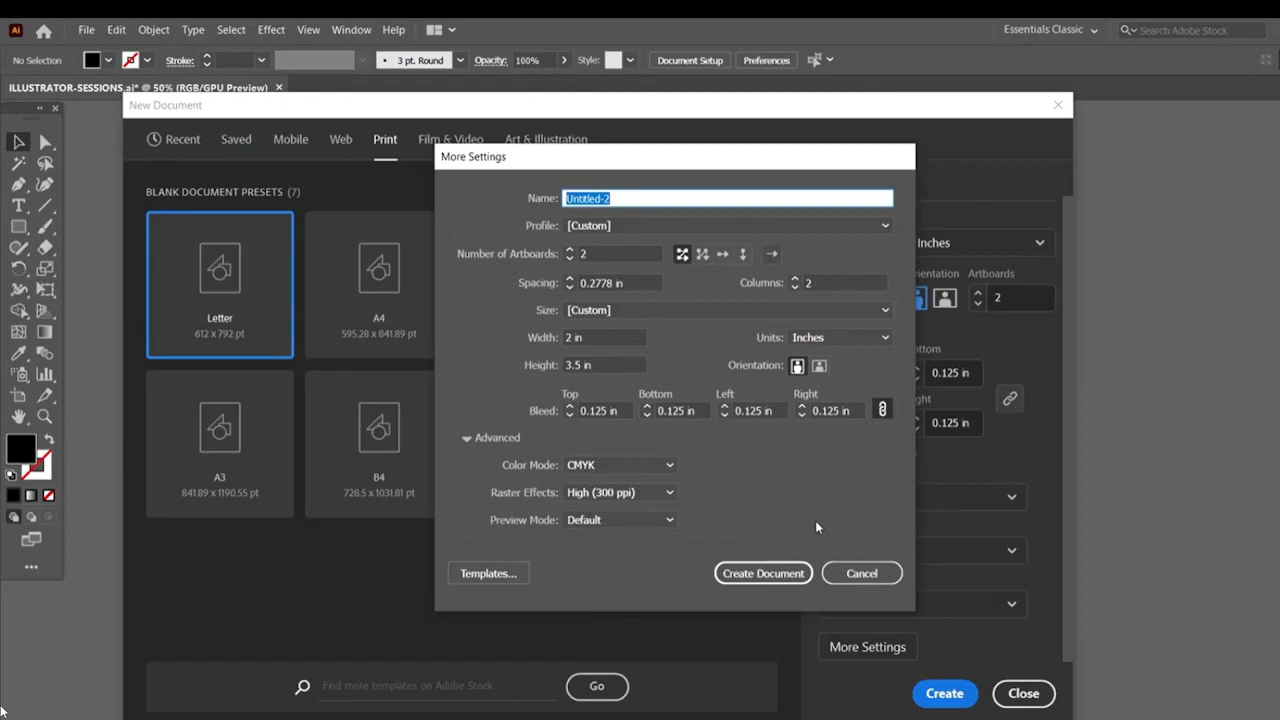 Ai File Edit Object Type Select Effect View Window Help Essentials Classic Search Adobe Stock
No Selection Stroke: 3 pt. Round Opacity: 100% Style: Document Setup Preferences
ILLUSTRATOR-SESSIONS.ai* @ 50% (RGB/GPU Preview)
New Document
Recent Saved Mobile Web Print Film & Video Art & Illustration
BLANK DOCUMENT PRESETS (7)
Letter
612 x 792 pt
A4
595.28 x 841.89 pt
A3
841.89 x 1190.55 pt
B4
728.5 x 1031.81 pt
Find more templates on Adobe Stock
Go
More Settings
Name: Untitled-2
Profile: [Custom]
Number of Artboards: 2
Spacing: 0.2778 in Columns: 2
Size: [Custom]
Width: 2 in Units: Inches
Height: 3.5 in Orientation:
Top Bottom Left Right
Bleed: 0.125 in 0.125 in 0.125 in 0.125 in
Advanced
Color Mode: CMYK
Raster Effects: High (300 ppi)
Preview Mode: Default
Templates... Create Document Cancel
Inches
ientation Artboards
2
ottom
0.125 in
ght
0.125 in
More Settings
Create Close